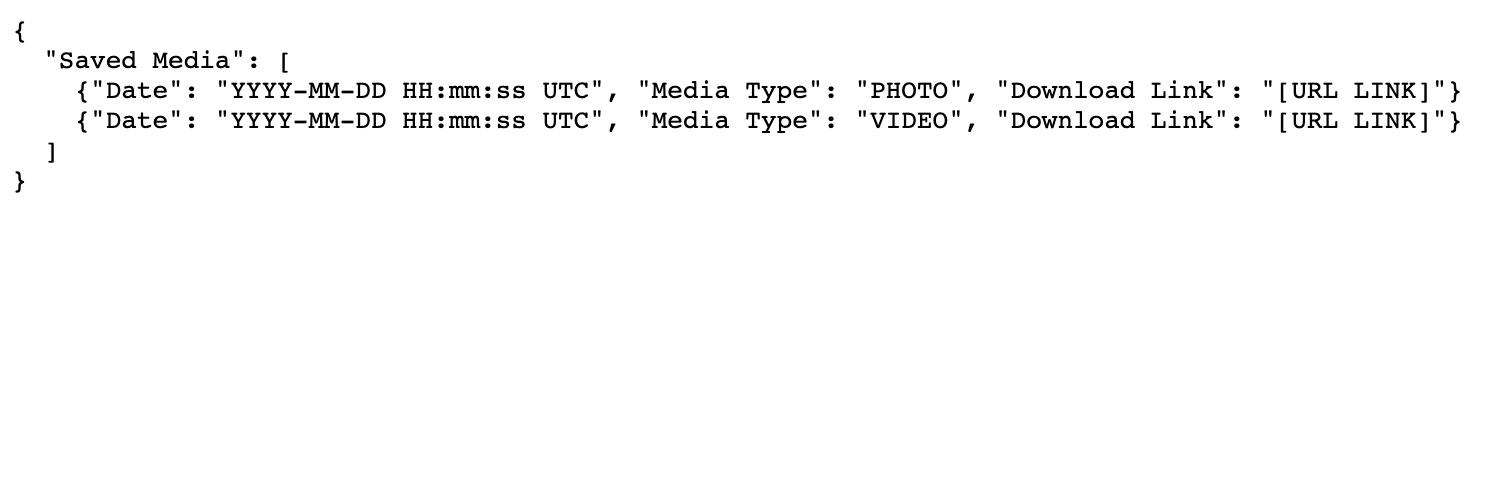 {
"Saved Media": [
{"Date": "YYYY-MM-DD HH:mm:ss UTC", "Media Type": "PHOTO", "Download Link": "[URL LINK]"}
{"Date": "YYYY-MM-DD HH:mm:ss UTC", "Media Type": "VIDEO", "Download Link": "[URL LINK]"}
]
}